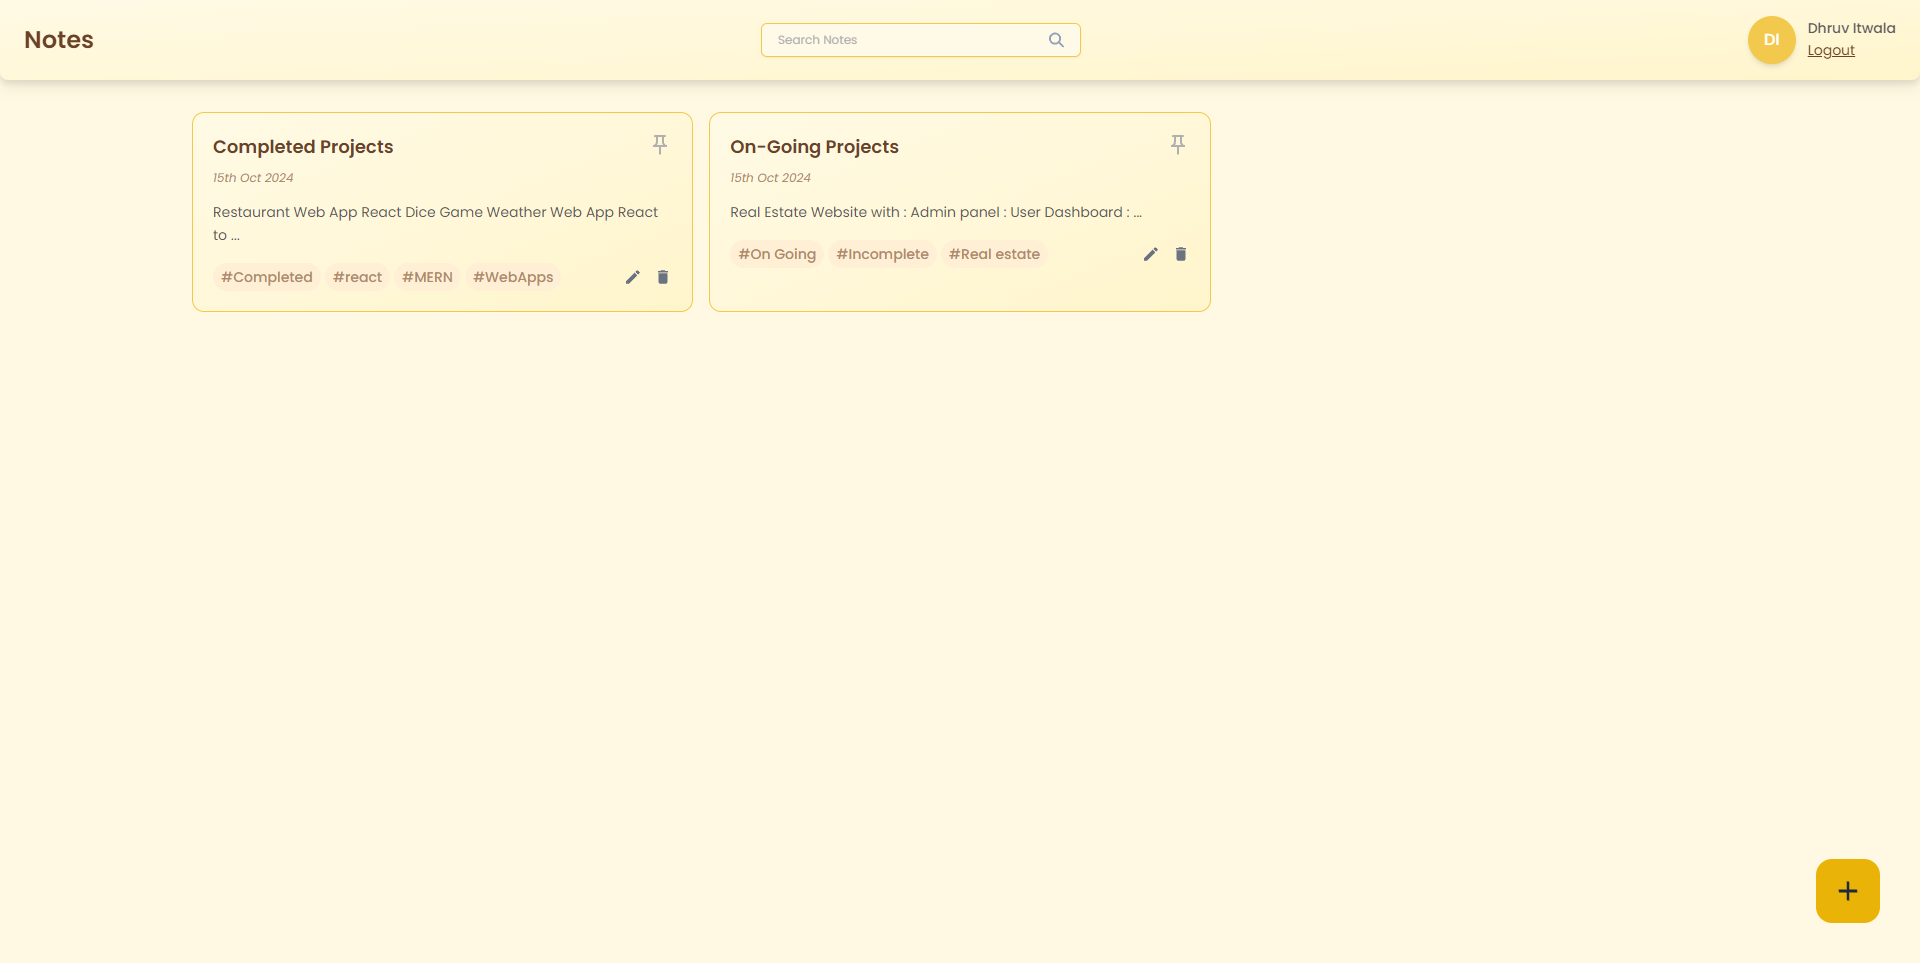 Notes
Search Notes
DI
Dhruv Itwala
Logout
Completed Projects
15th Oct 2024
Restaurant Web App React Dice Game Weather Web App React
to ...
#Completed #react #MERN #WebApps
On-Going Projects
15th Oct 2024
Real Estate Website with : Admin panel : User Dashboard : ...
#On Going #Incomplete #Real estate